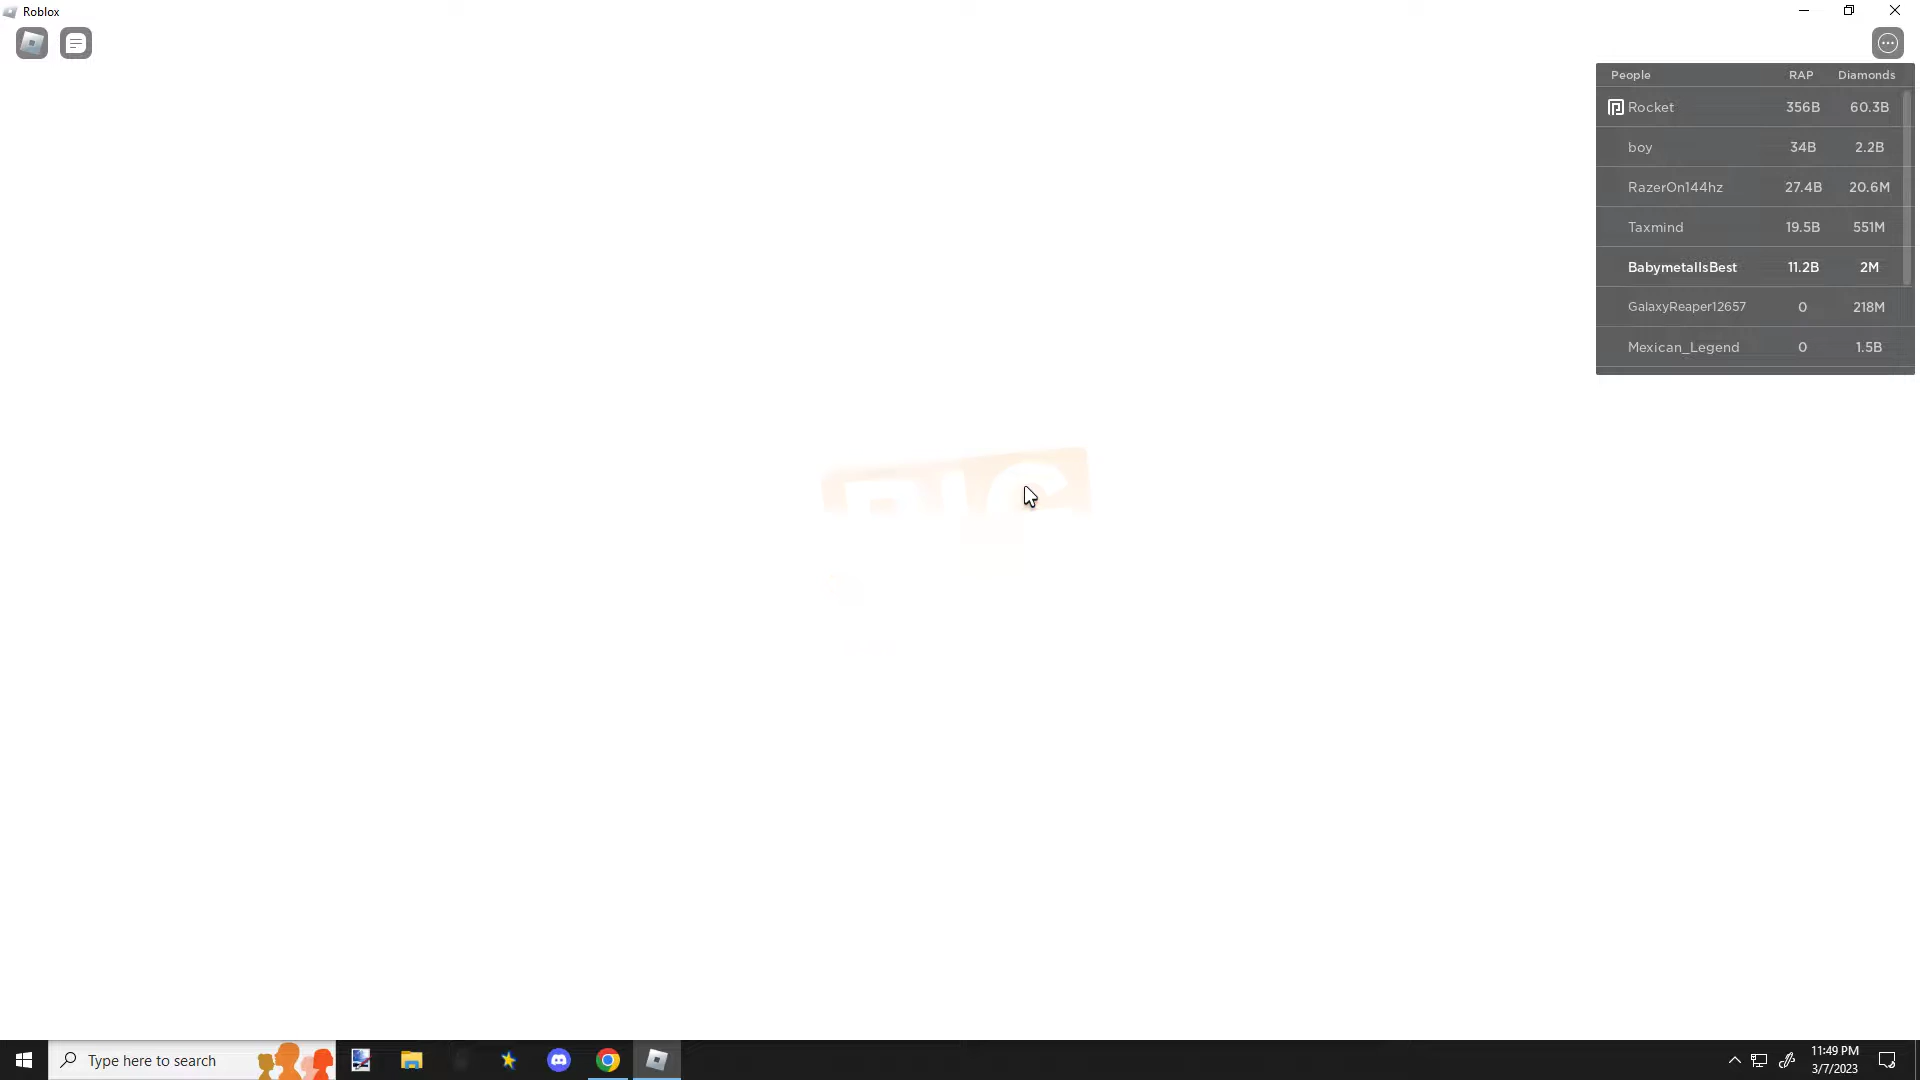 Roblox
People RAP Diamonds
Rocket 356B 60.3B
boy 34B 2.2B
RazerOn144hz 27.4B 20.6M
Taxmind 19.5B 551M
BabymetalIsBest 11.2B 2M
GalaxyReaper12657 0 218M
Mexican_Legend 0 1.5B
BIG
Type here to search
11:49 PM
3/7/2023